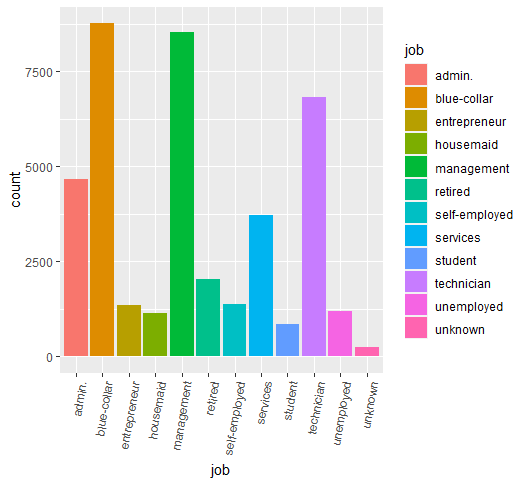 job
admin.
blue-collar
entrepreneur
housemaid
management
retired
self-employed
services
student
technician
unemployed
unknown
count
7500
5000
2500
0
admin.
blue-collar
entrepreneur
housemaid
management
retired
self-employed
services
student
technician
unemployed
unknown
job